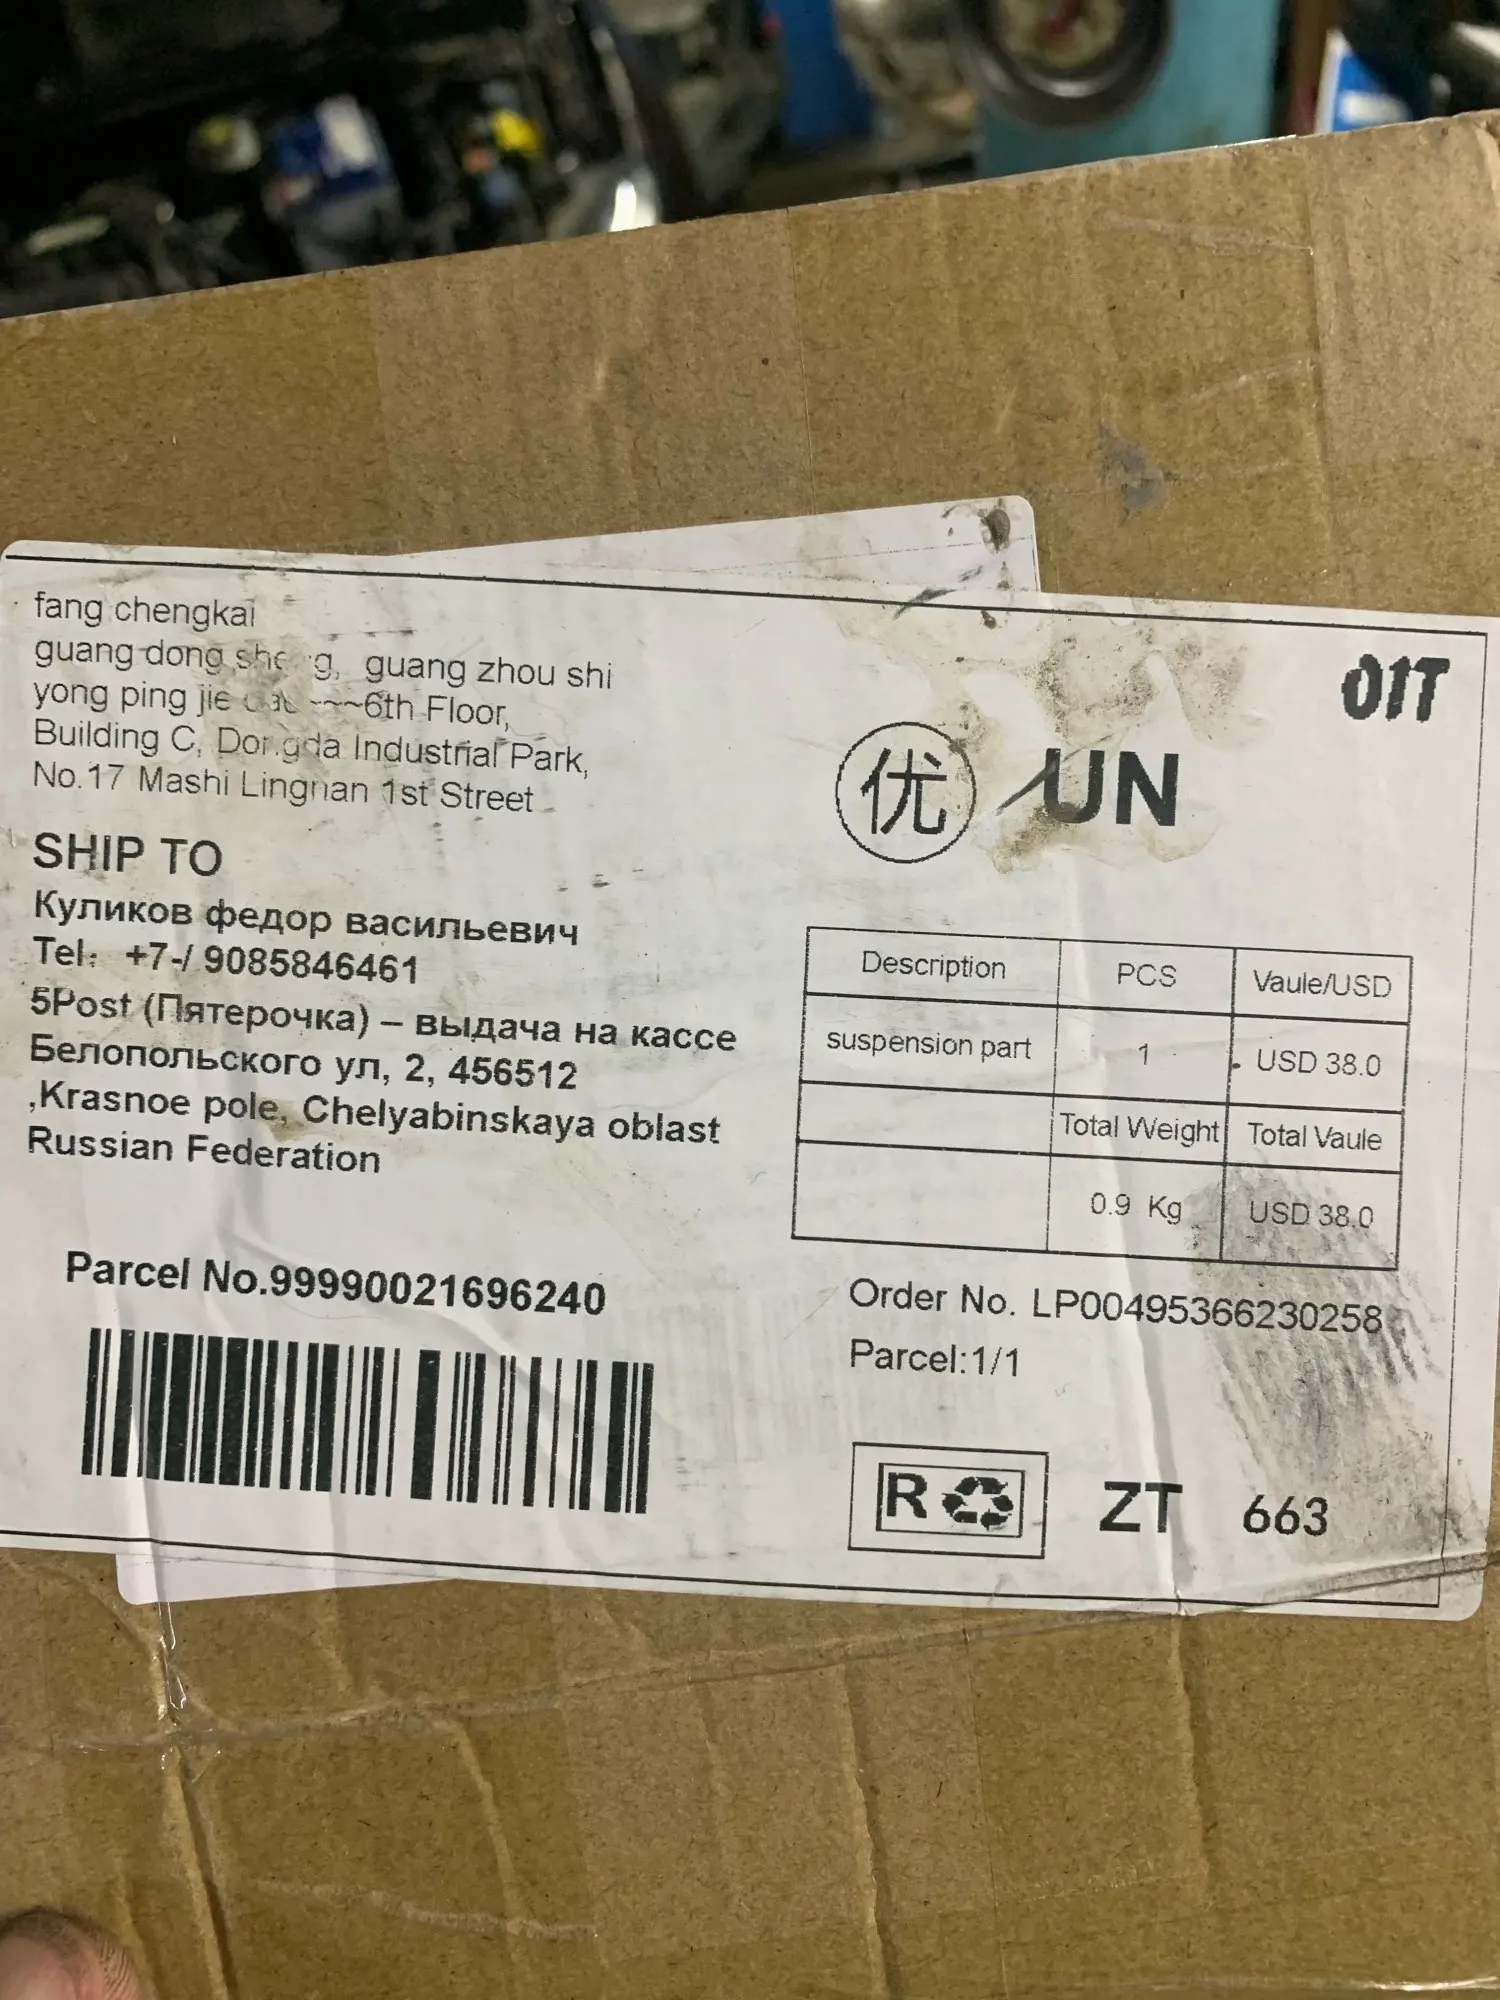 fang chengkai
guang dong guang zhou shi
yong ping jie ~~~6th Floor,
Building C, Dongda Industrial Park,
No.17 Mashi Lingnan 1st Street
SHIP TO
Куликов федор васильевич
Tel: +7-/ 9085846461
5Post (Пятерочка) – выдача на кассе
Белопольского ул, 2, 456512
,Krasnoe pole, Chelyabinskaya oblast
Russian Federation
Parcel No.99990021696240
01T
优 UN
Description PCS Vaule/USD
suspension part 1 USD 38.0
Total Weight Total Vaule
0.9 Kg USD 38.0
Order No. LP00495366230258
Parcel:1/1
R ZT 663